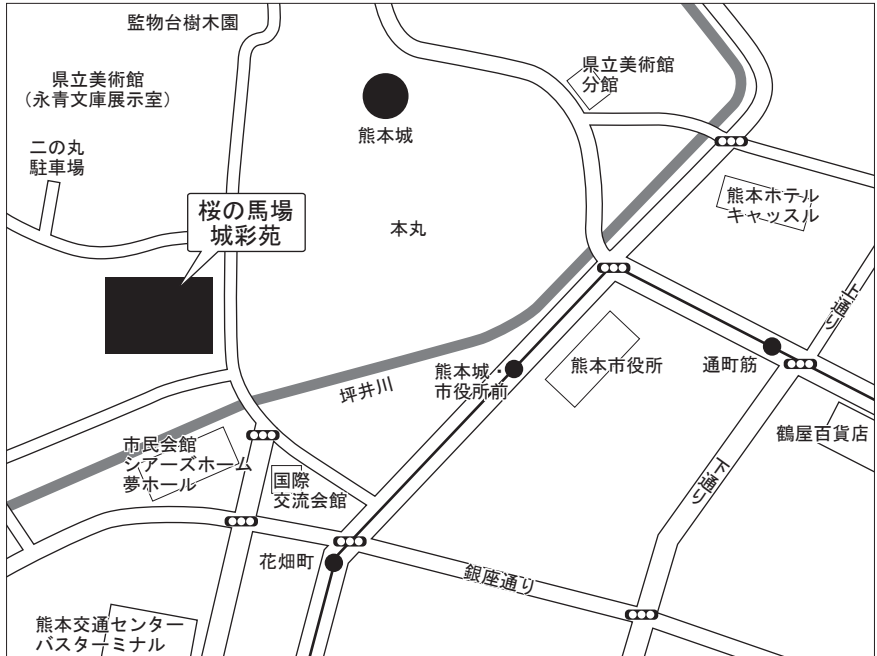 監物台樹木園
県立美術館
（永青文庫展示室）
二の丸
駐車場
熊本城
県立美術館
分館
桜の馬場
城彩苑
本丸
熊本ホテル
キャッスル
上通り
坪井川
熊本城・
市役所前
熊本市役所
通町筋
鶴屋百貨店
市民会館
シアーズホーム
夢ホール
国際
交流会館
下通り
花畑町
銀座通り
熊本交通センター
バスターミナル